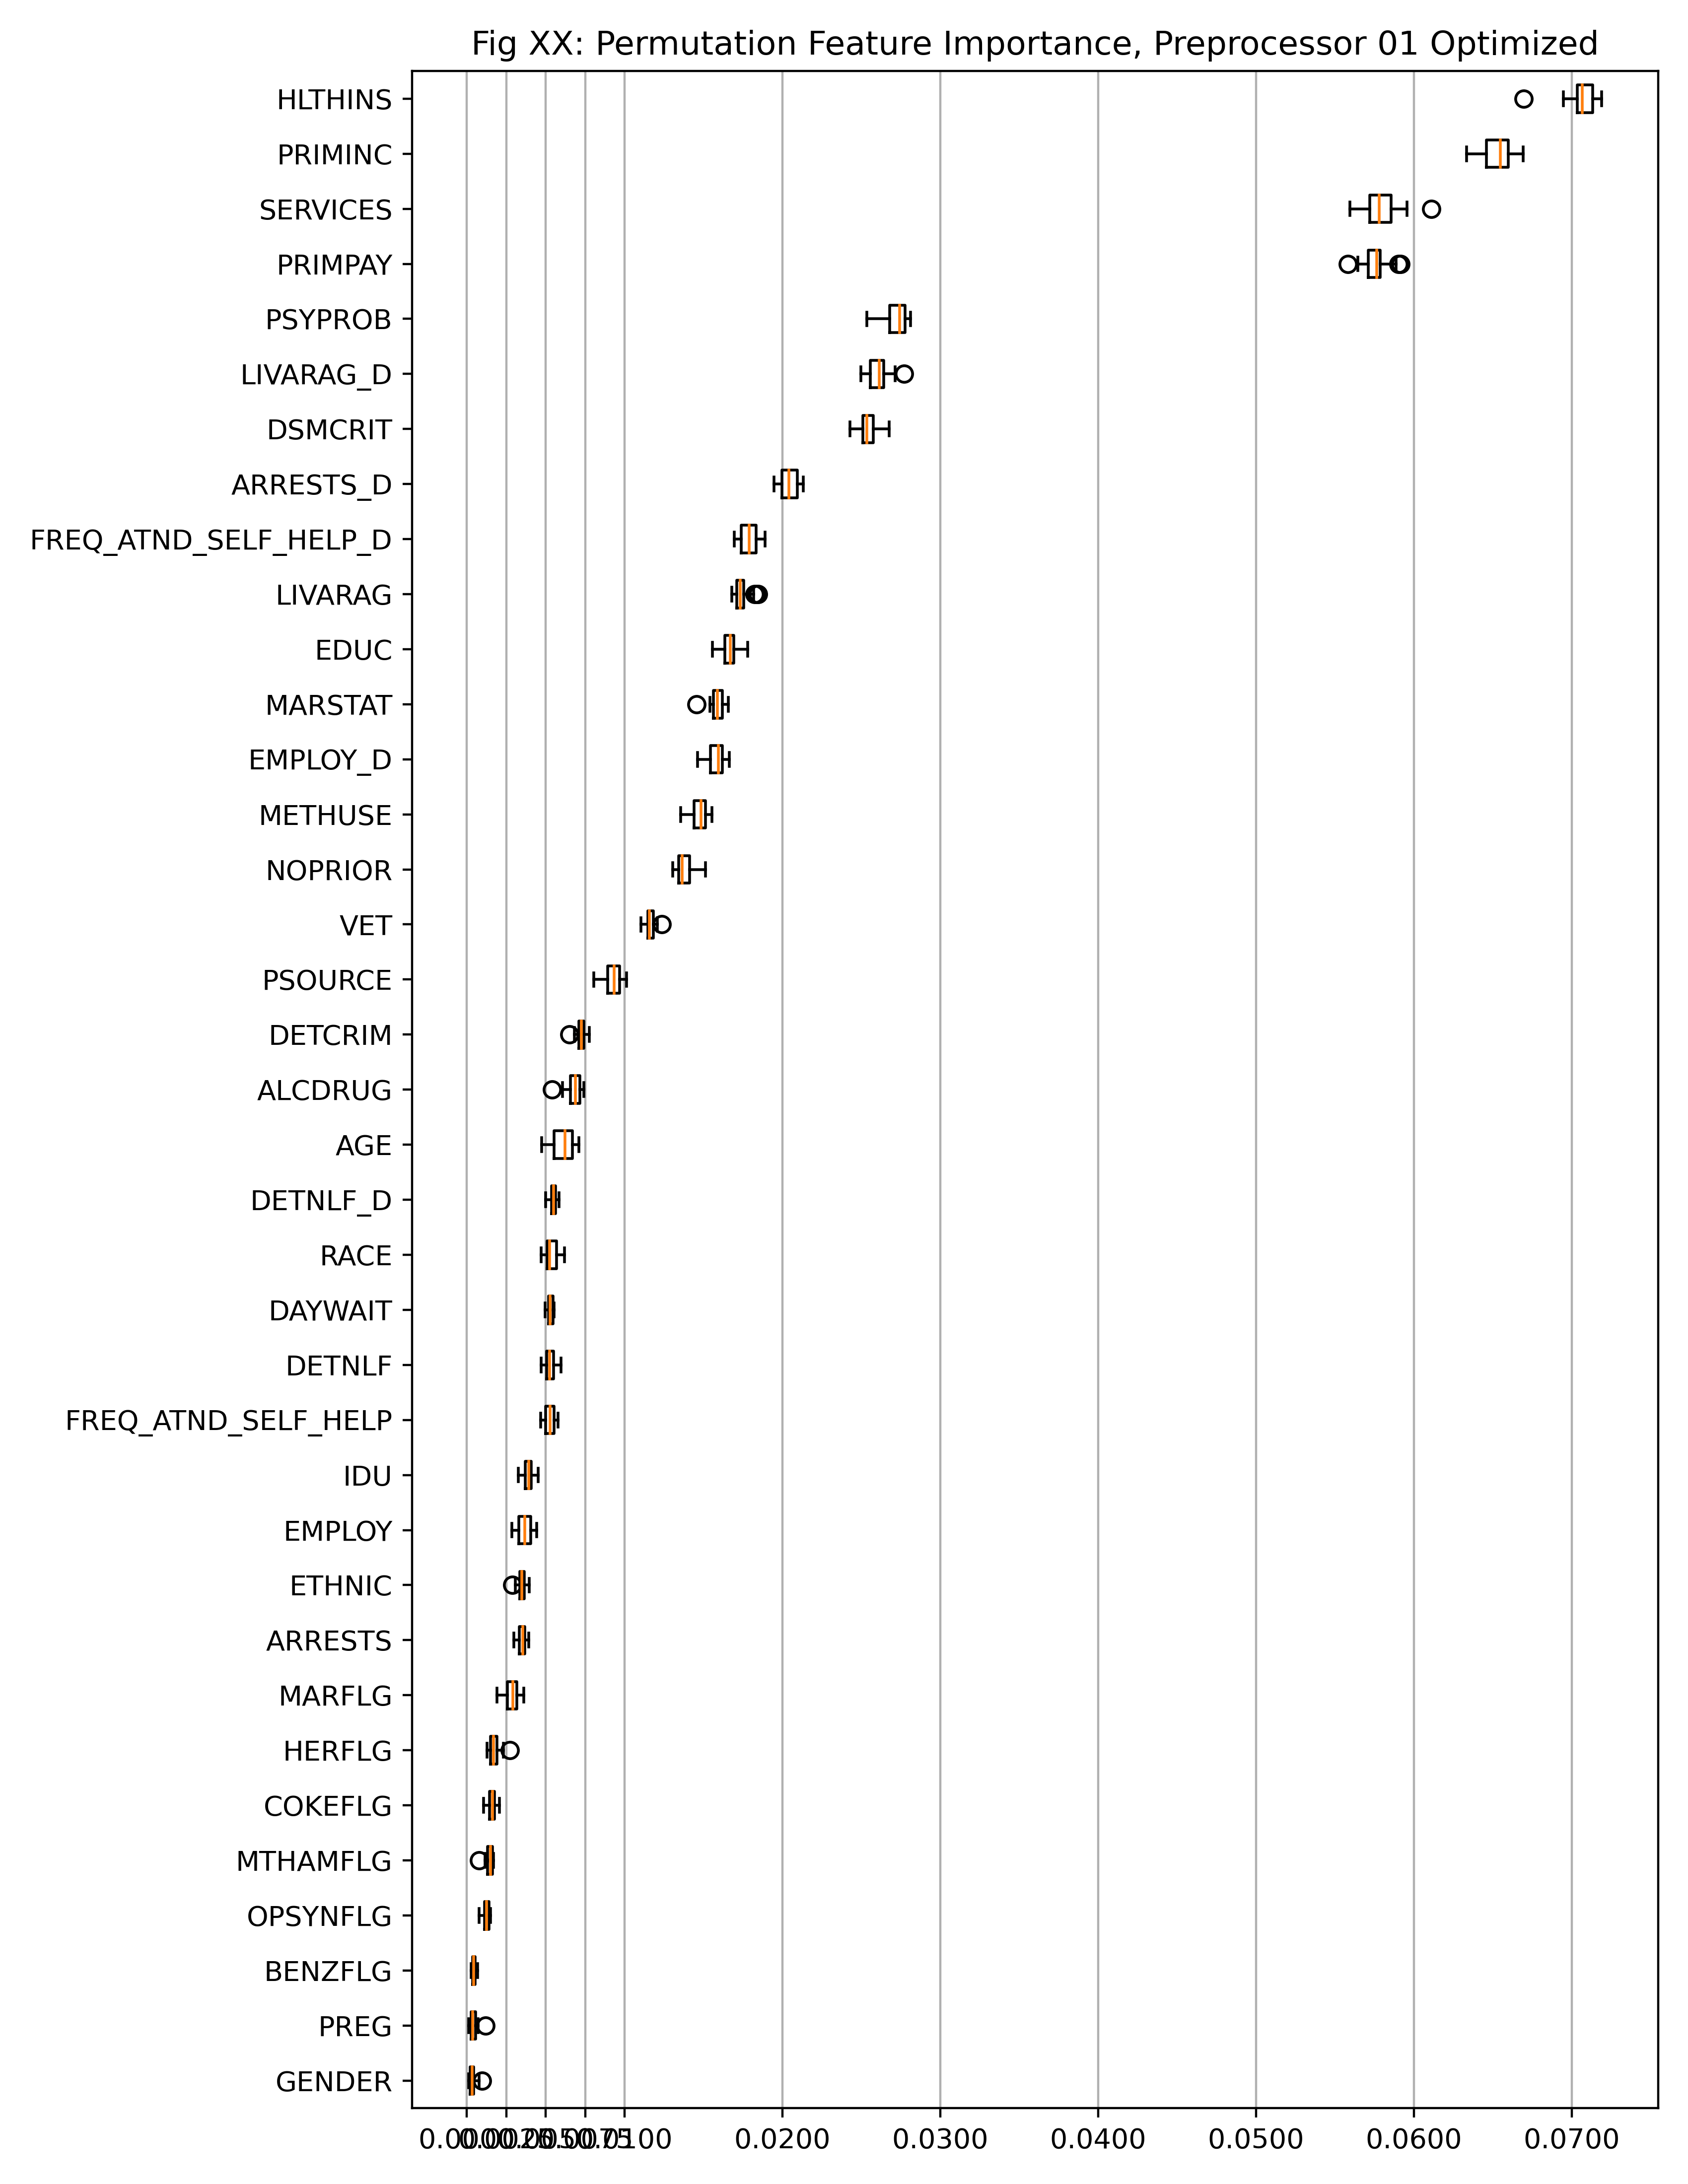 Fig XX: Permutation Feature Importance, Preprocessor 01 Optimized
HLTHINS
PRIMINC
SERVICES
PRIMPAY
PSYPROB
LIVARAG_D
DSMCRIT
ARRESTS_D
FREQ_ATND_SELF_HELP_D
LIVARAG
EDUC
MARSTAT
EMPLOY_D
METHUSE
NOPRIOR
VET
PSOURCE
DETCRIM
ALCDRUG
AGE
DETNLF_D
RACE
DAYWAIT
DETNLF
FREQ_ATND_SELF_HELP
IDU
EMPLOY
ETHNIC
ARRESTS
MARFLG
HERFLG
COKEFLG
MTHAMFLG
OPSYNFLG
BENZFLG
PREG
GENDER
0.0200 0.0300 0.0400 0.0500 0.0600 0.0700